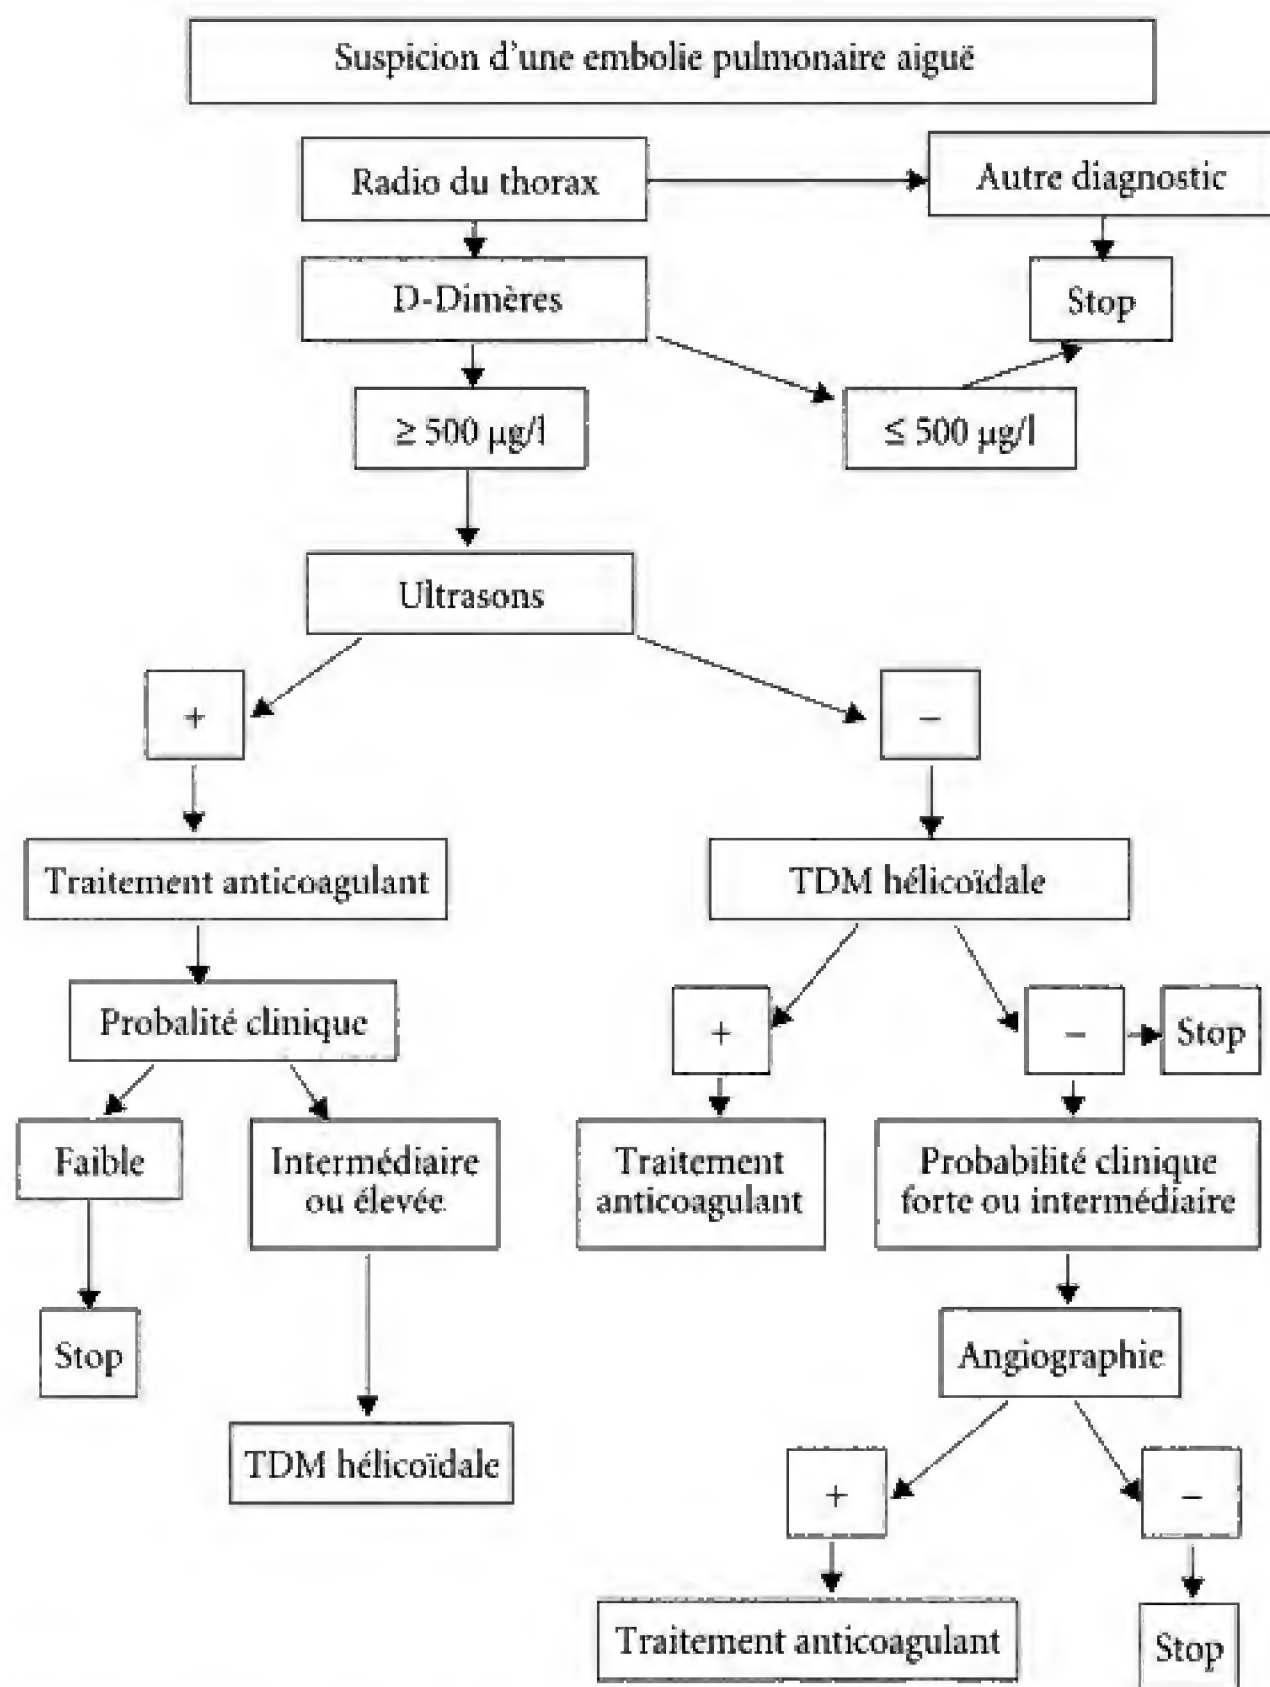 Suspicion d'une embolie pulmonaire aiguë
Radio du thorax
Autre diagnostic
D-Dimères
Stop
≥ 500 µg/l
≤ 500 µg/l
Ultrasons
+
–
Traitement anticoagulant
TDM hélicoïdale
Probalité clinique
+
–
Stop
Faible
Intermédiaire
ou élevée
Traitement
anticoagulant
Probabilité clinique
forte ou intermédiaire
Stop
Angiographie
TDM hélicoïdale
+
–
Traitement anticoagulant
Stop